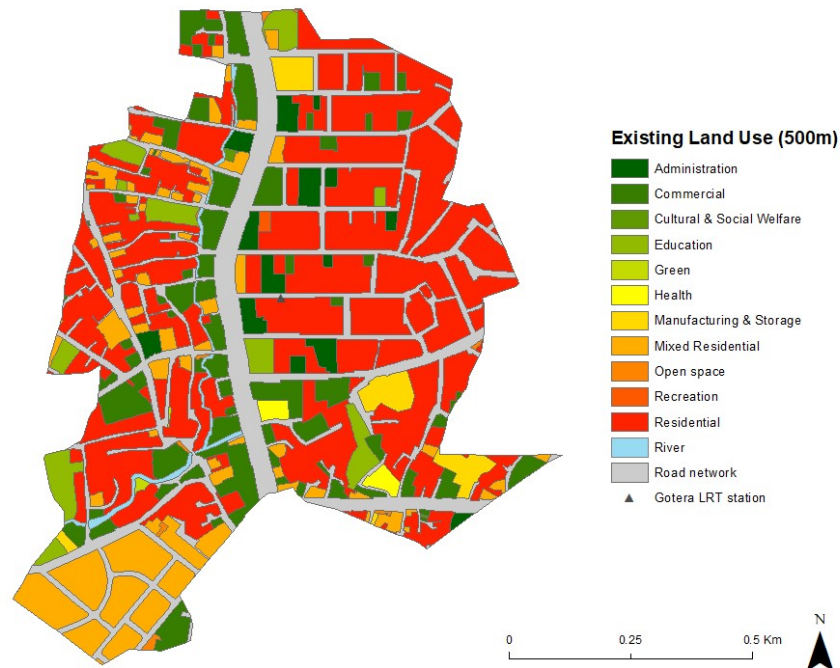 Existing Land Use (500m)
Administration
Commercial
Cultural & Social Welfare
Education
Green
Health
Manufacturing & Storage
Mixed Residential
Open space
Recreation
Residential
River
Road network
Gotera LRT station
N
0 0.25 0.5 Km